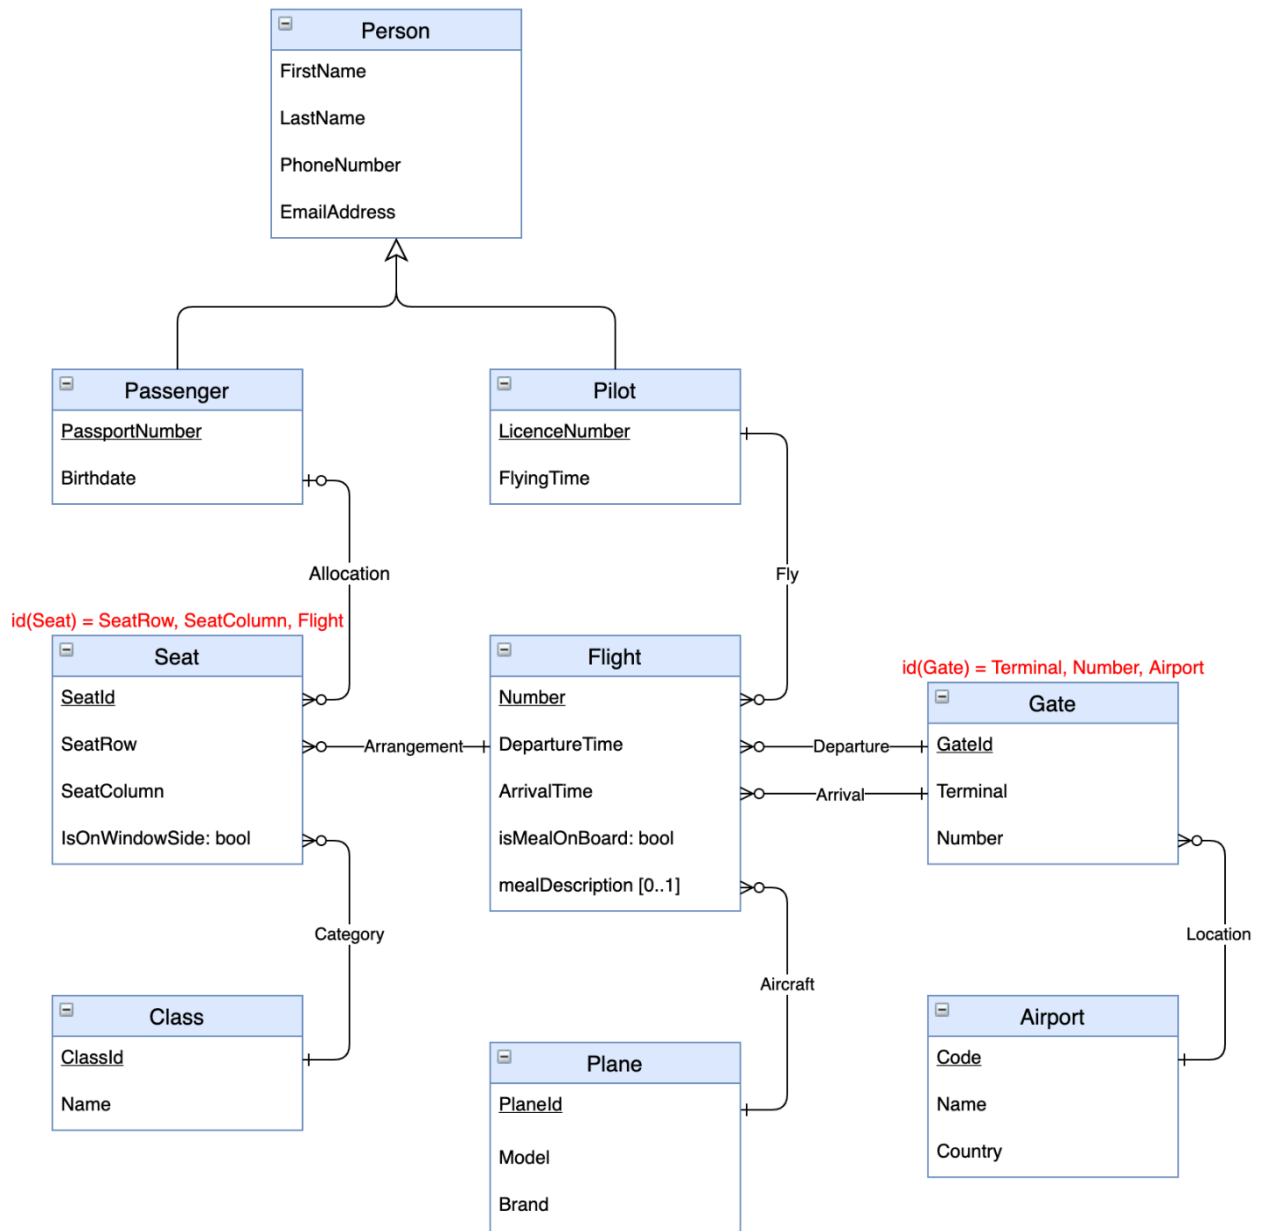 Person
FirstName
LastName
PhoneNumber
EmailAddress
Passenger
PassportNumber
Birthdate
Pilot
LicenceNumber
FlyingTime
Allocation
Fly
id(Seat) = SeatRow, SeatColumn, Flight
Seat
SeatId
SeatRow
SeatColumn
IsOnWindowSide: bool
Arrangement
Flight
Number
DepartureTime
ArrivalTime
isMealOnBoard: bool
mealDescription [0..1]
Departure
Arrival
id(Gate) = Terminal, Number, Airport
Gate
GateId
Terminal
Number
Category
Aircraft
Location
Class
ClassId
Name
Plane
PlaneId
Model
Brand
Airport
Code
Name
Country